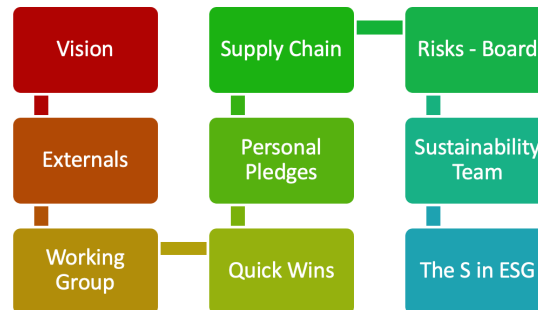 Vision
Externals
Working
Group
Quick Wins
Personal
Pledges
Supply Chain
Risks - Board
Sustainability
Team
The S in ESG